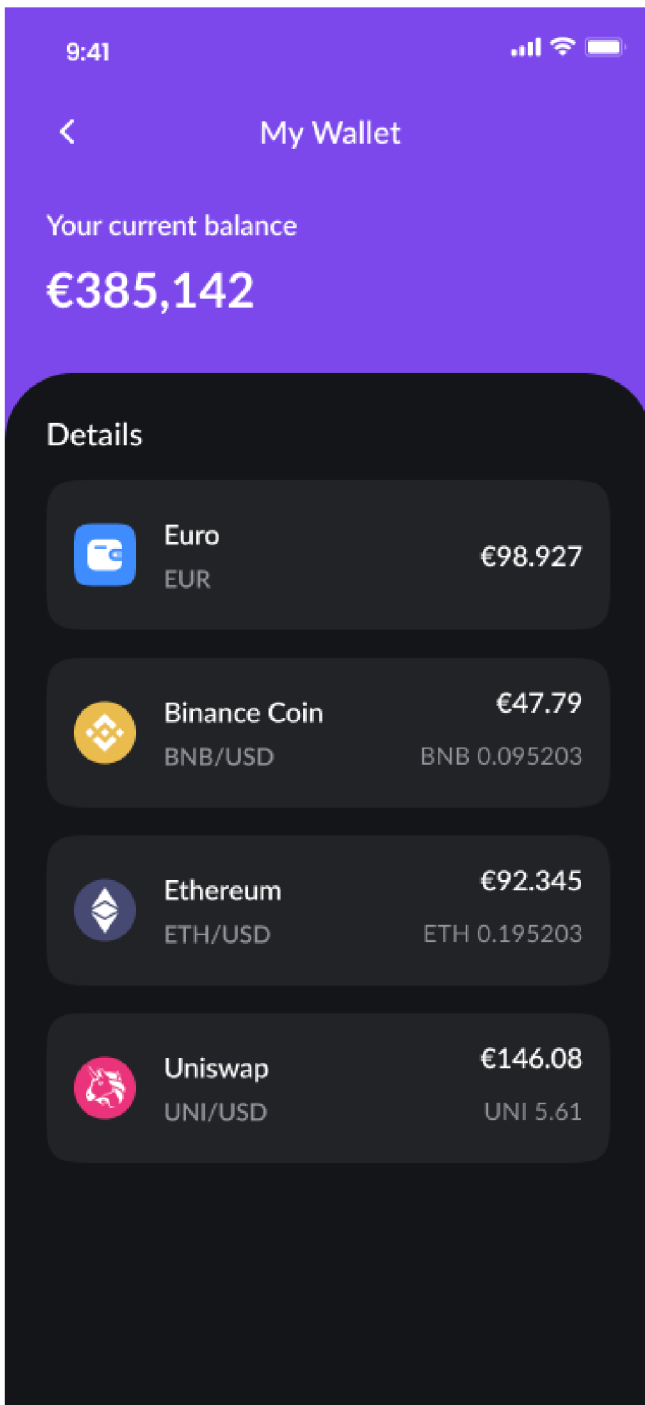 9:41
My Wallet
Your current balance
€385,142
Details
Euro
€98.927
EUR
Binance Coin
€47.79
BNB/USD
BNB 0.095203
Ethereum
€92.345
ETH/USD
ETH 0.195203
Uniswap
€146.08
UNI/USD
UNI 5.61